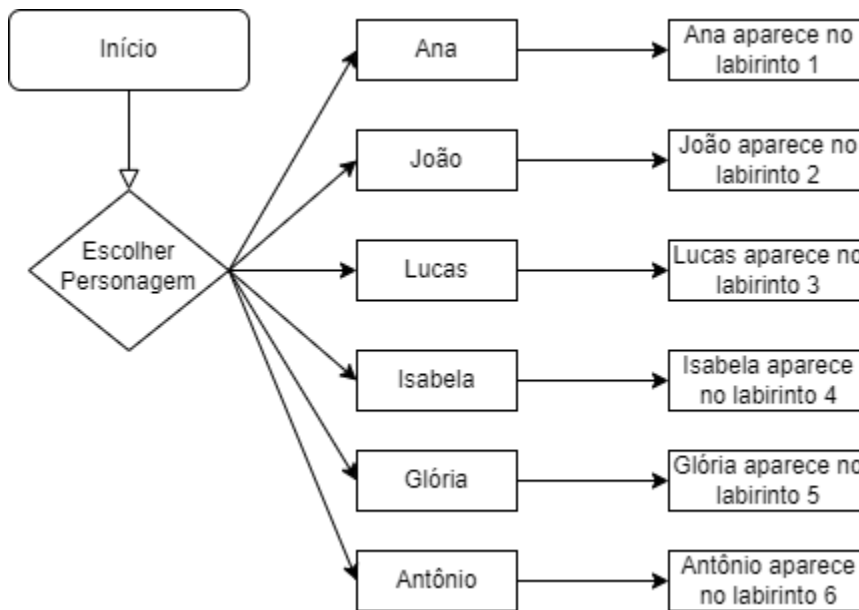 Início
Escolher
Personagem
Ana
Ana aparece no
labirinto 1
João
João aparece no
labirinto 2
Lucas
Lucas aparece no
labirinto 3
Isabela
Isabela aparece
no labirinto 4
Glória
Glória aparece no
labirinto 5
Antônio
Antônio aparece
no labirinto 6